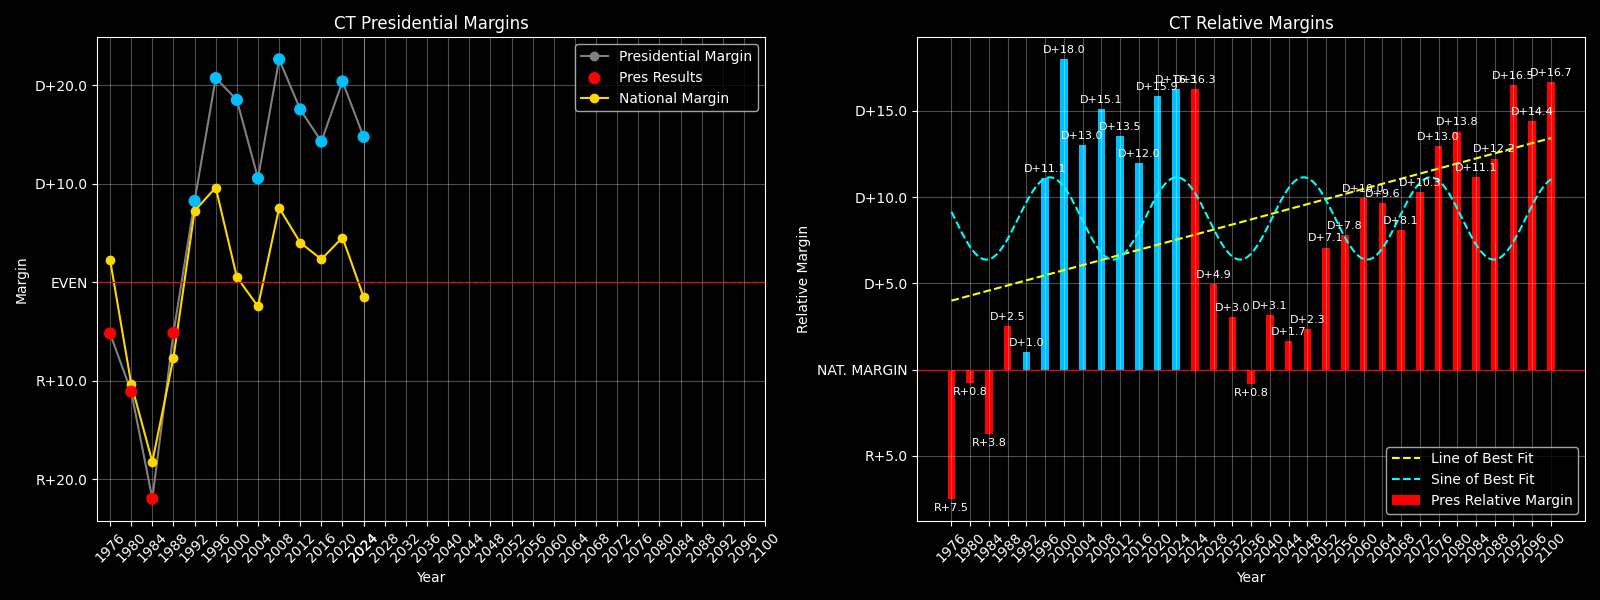 CT Presidential Margins
Presidential Margin
Pres Results
National Margin
Margin
D+20.0
D+10.0
EVEN
R+10.0
R+20.0
1976
1980
1984
1988
1992
1996
2000
2004
2008
2012
2016
2020
2024
2028
2032
2036
2040
2044
2048
2052
2056
2060
2064
2068
2072
2076
2080
2084
2088
2092
2096
2100
Year
CT Relative Margins
Relative Margin
D+15.0
D+10.0
D+5.0
NAT. MARGIN
R+5.0
R+7.5
R+0.8
R+3.8
D+2.5
D+1.0
D+11.1
D+18.0
D+13.0
D+15.1
D+13.5
D+12.0
D+15.9
D+16.3
D+16.3
D+4.9
D+3.0
R+0.8
D+3.1
D+1.7
D+2.3
D+7.1
D+7.8
D+9.6
D+8.1
D+10.3
D+13.0
D+13.8
D+11.1
D+12.2
D+16.5
D+14.4
D+16.7
Line of Best Fit
Sine of Best Fit
Pres Relative Margin
1976
1980
1984
1988
1992
1996
2000
2004
2008
2012
2016
2020
2024
2024
2028
2032
2036
2040
2044
2048
2052
2056
2060
2064
2068
2072
2076
2080
2084
2088
2092
2096
2100
Year